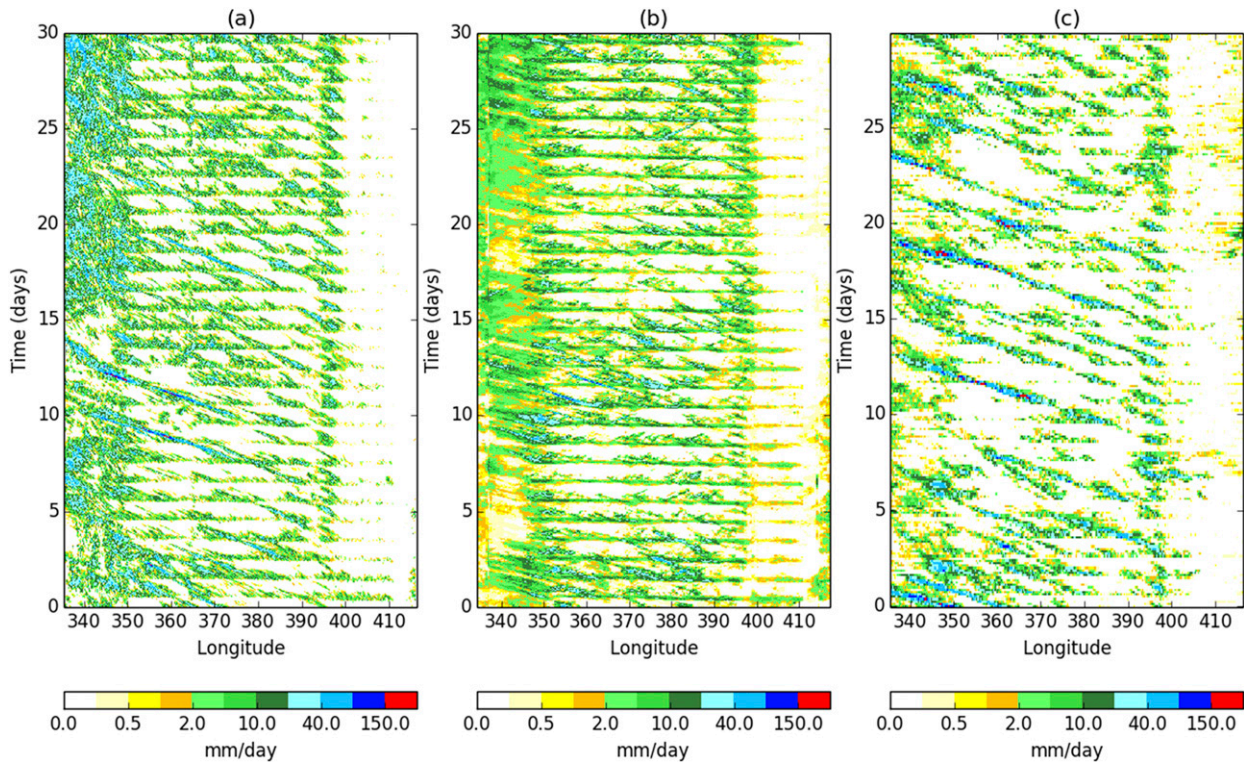 (a) (b) (c)
30 30 30
25 25 25
20 20 20
15 15 15
10 10 10
5 5 5
0 0 0
Time (days) Time (days) Time (days)
340 350 360 370 380 390 400 410 340 350 360 370 380 390 400 410 340 350 360 370 380 390 400 410
Longitude Longitude Longitude
0.0 0.5 2.0 10.0 40.0 150.0 0.0 0.5 2.0 10.0 40.0 150.0 0.0 0.5 2.0 10.0 40.0 150.0
mm/day mm/day mm/day